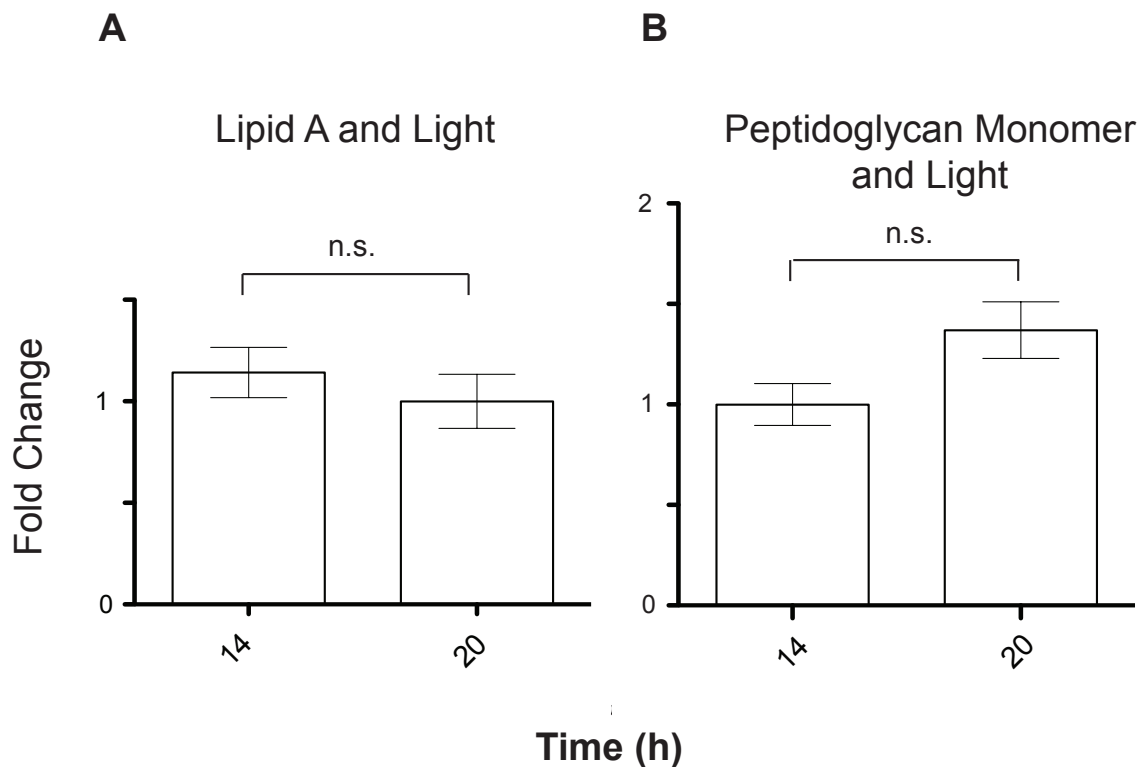 A
B
Lipid A and Light
Peptidoglycan Monomer
and Light
n.s.
n.s.
Fold Change
1
0
2
1
0
14
20
14
20
Time (h)